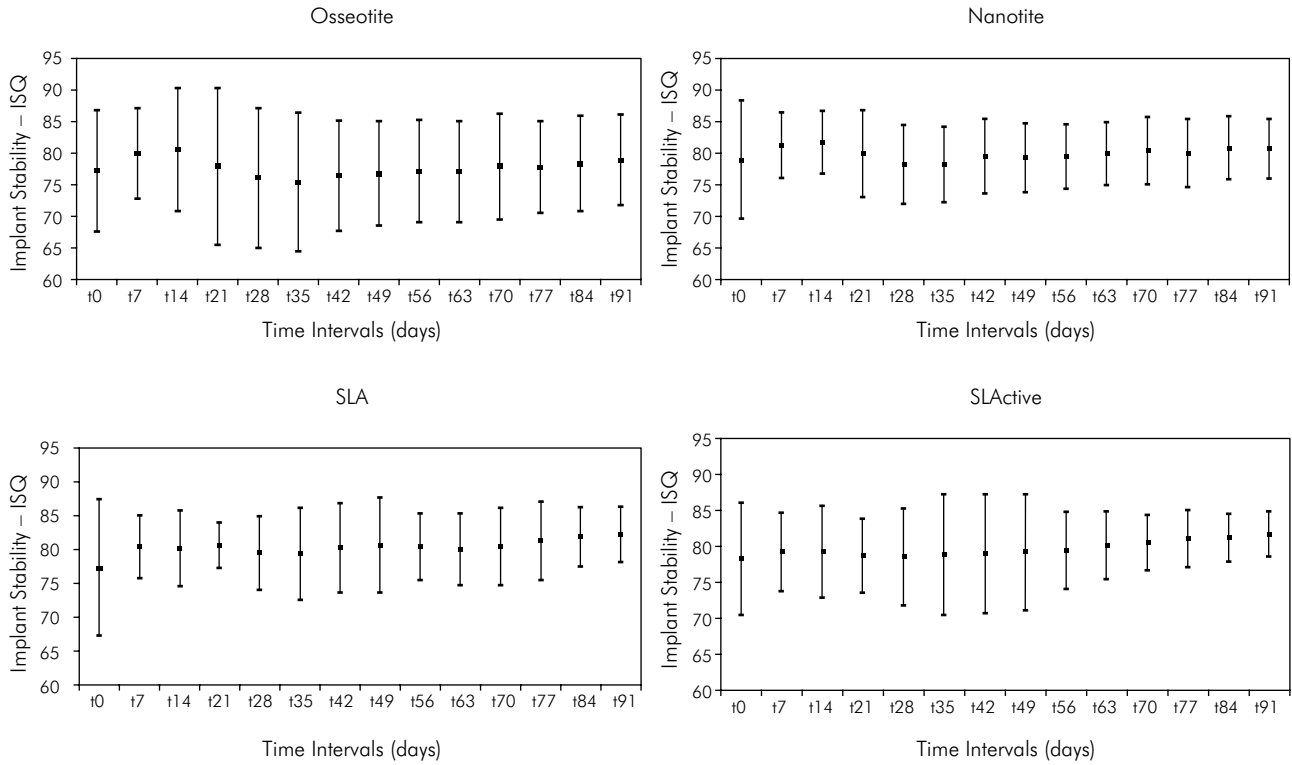 Osseotite
Implant Stability – ISQ
95
90
85
80
75
70
65
60
t0 t7 t14 t21 t28 t35 t42 t49 t56 t63 t70 t77 t84 t91
Time Intervals (days)
Nanotite
Implant Stability – ISQ
95
90
85
80
75
70
65
60
t0 t7 t14 t21 t28 t35 t42 t49 t56 t63 t70 t77 t84 t91
Time Intervals (days)
SLA
Implant Stability – ISQ
95
90
85
80
75
70
65
60
t0 t7 t14 t21 t28 t35 t42 t49 t56 t63 t70 t77 t84 t91
Time Intervals (days)
SLActive
Implant Stability – ISQ
95
90
85
80
75
70
65
60
t0 t7 t14 t21 t28 t35 t42 t49 t56 t63 t70 t77 t84 t91
Time Intervals (days)